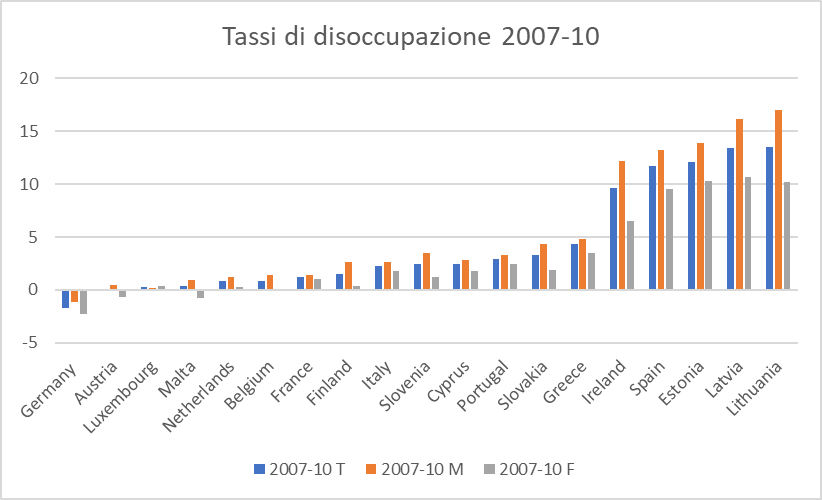 Tassi di disoccupazione 2007-10
20
15
10
5
0
-5
Germany
Austria
Luxembourg
Malta
Netherlands
Belgium
France
Finland
Italy
Slovenia
Cyprus
Portugal
Slovakia
Greece
Ireland
Spain
Estonia
Latvia
Lithuania
2007-10 T 2007-10 M 2007-10 F